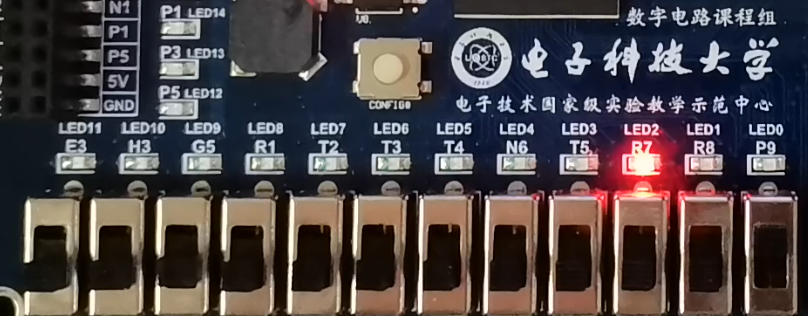 N1
P1
P5
5V
GND
P1 LED14
P3 LED13
P5 LED12
V8.
CONFIG0
数字电路课程组
电子科技大学
电子技术国家级实验教学示范中心
LED11 LED10 LED9 LED8 LED7 LED6 LED5 LED4 LED3 LED2 LED1 LED0
E3 H3 G5 R1 T2 T3 T4 N6 T5 R7 R8 P9